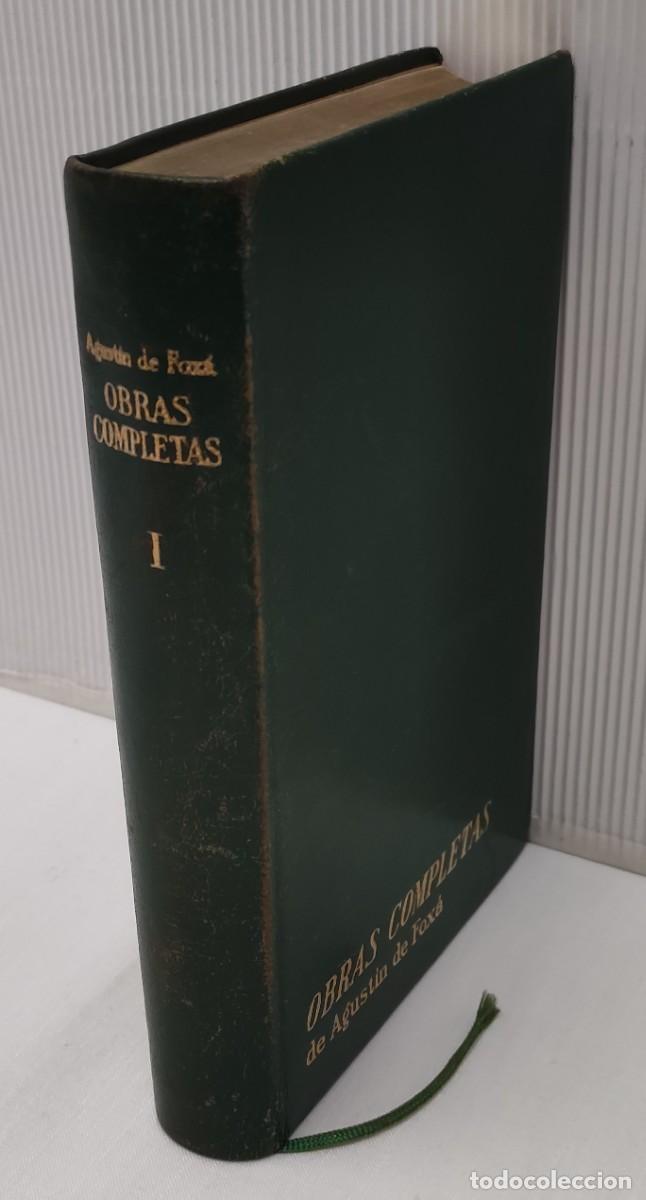 Agustín de Foxá
OBRAS
COMPLETAS
I
OBRAS COMPLETAS
de Agustín de Foxá
todocoleccion